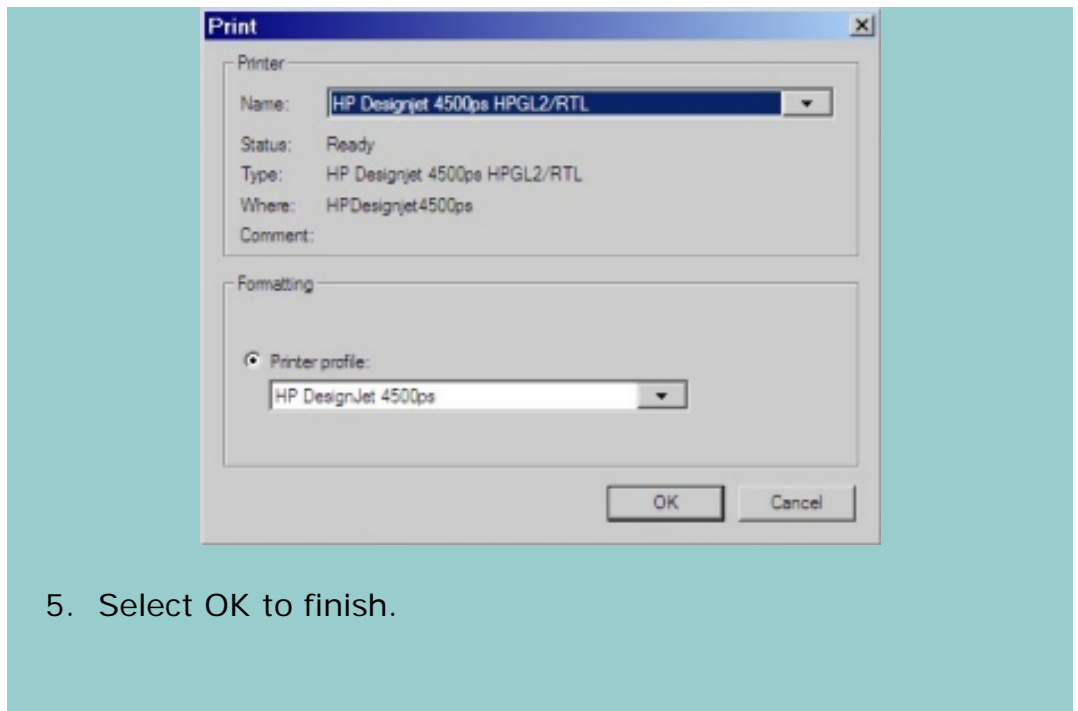 Print
Printer
Name: HP Designjet 4500ps HPGL2/RTL
Status: Ready
Type: HP Designjet 4500ps HPGL2/RTL
Where: HPDesignjet4500ps
Comment:
Formatting
Printer profile:
HP DesignJet 4500ps
OK Cancel
5. Select OK to finish.